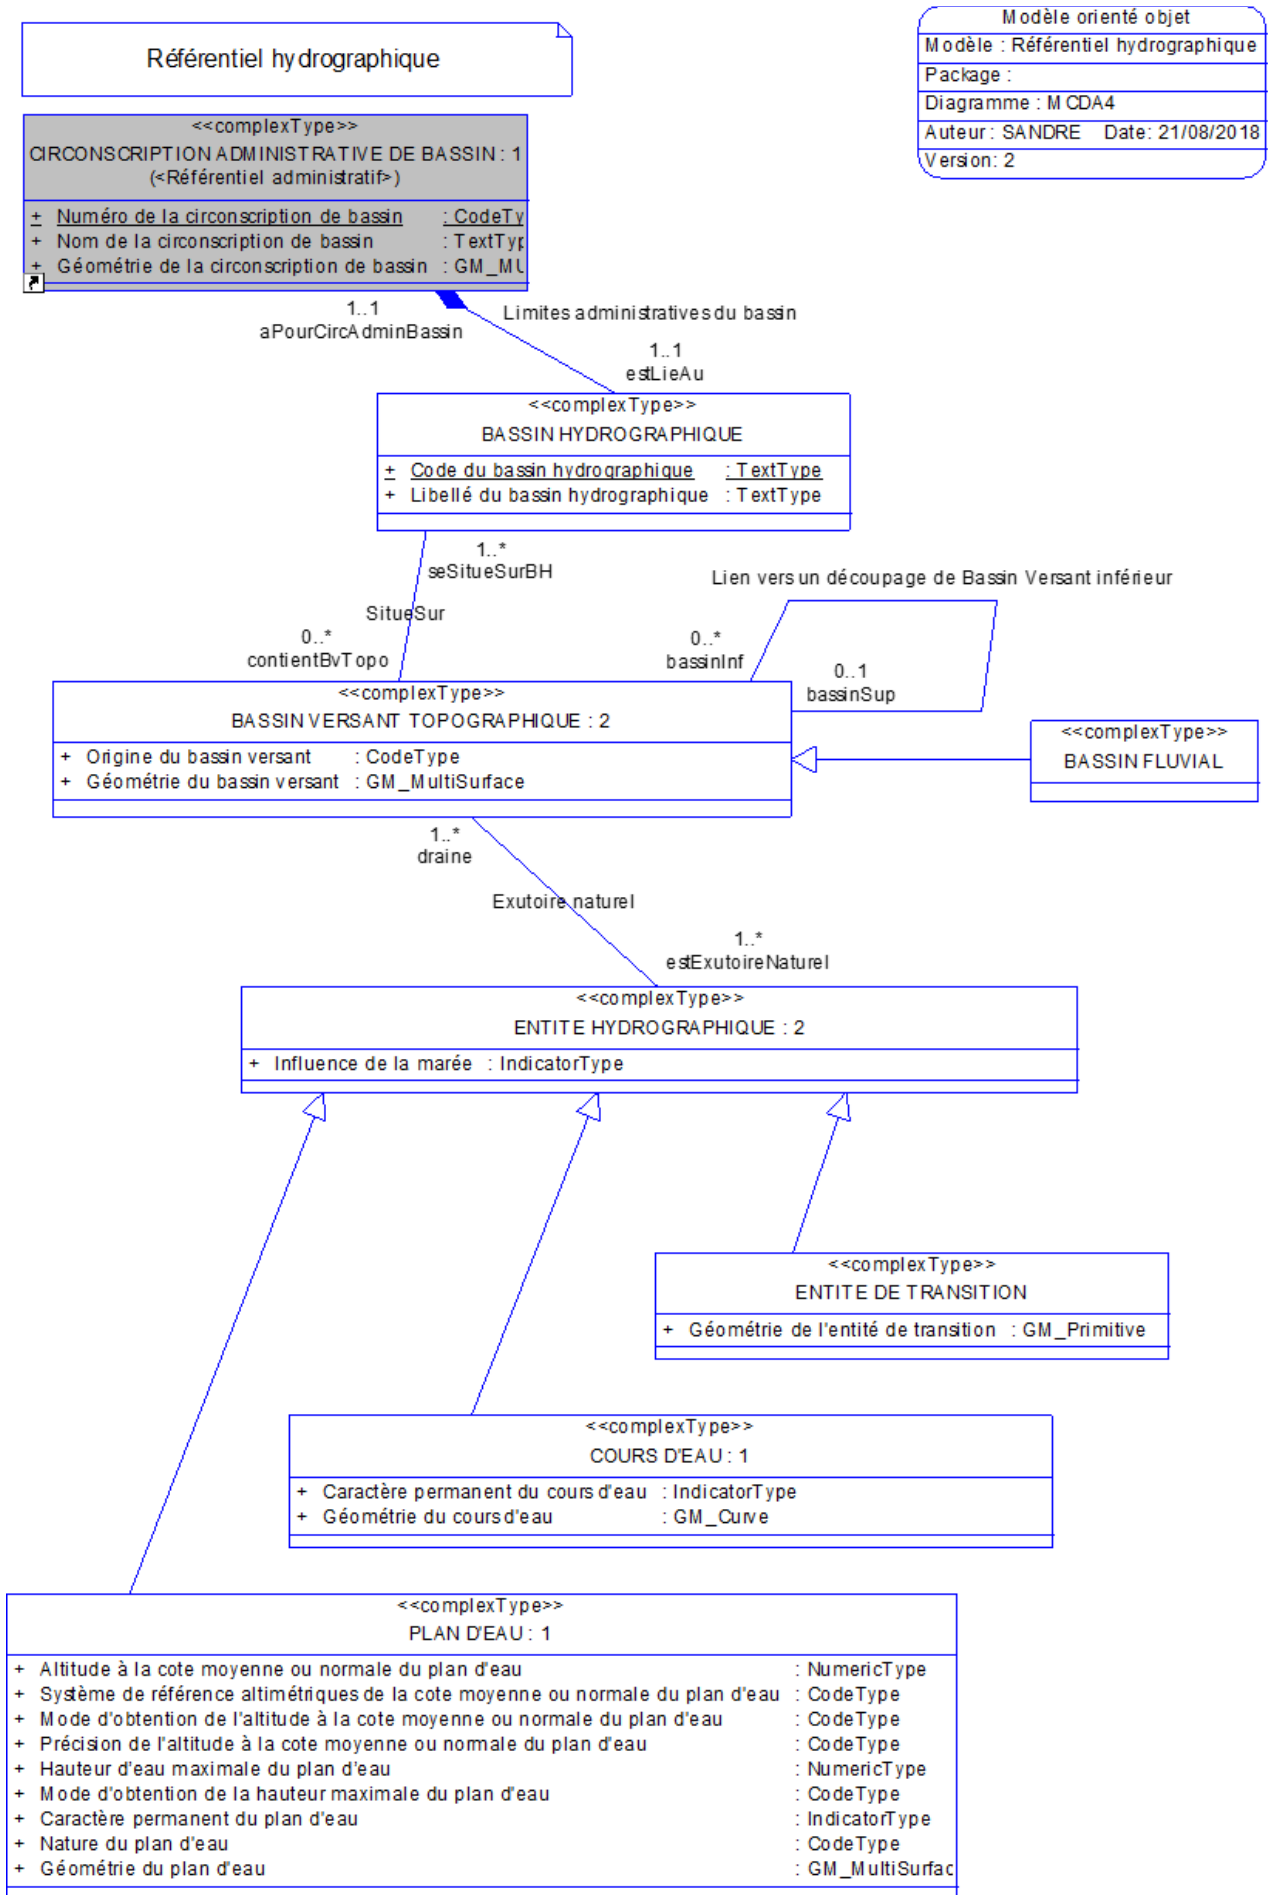 Référentiel hydrographique
Modèle orienté objet
Modèle : Référentiel hydrographique
Package :
Diagramme : MCDA4
Auteur : SANDRE Date: 21/08/2018
Version: 2
<<complexType>>
CIRCONSCRIPTION ADMINISTRATIVE DE BASSIN : 1
(<Référentiel administratif>)
+ Numéro de la circonscription de bassin : CodeTy
+ Nom de la circonscription de bassin : TextTyp
+ Géométrie de la circonscription de bassin : GM_MU
1..1
aPourCircAdminBassin
Limites administratives du bassin
1..1
estLieAu
<<complexType>>
BASSIN HYDROGRAPHIQUE
+ Code du bassin hydrographique : TextType
+ Libellé du bassin hydrographique : TextType
1..*
seSitueSurBH
SitueSur
0..*
contientBvTopo
Lien vers un découpage de Bassin Versant inférieur
0..*
bassinInf
0..1
bassinSup
<<complexType>>
BASSIN VERSANT TOPOGRAPHIQUE : 2
+ Origine du bassin versant : CodeType
+ Géométrie du bassin versant : GM_MultiSurface
<<complexType>>
BASSIN FLUVIAL
1..*
draine
Exutoire naturel
1..*
estExutoireNaturel
<<complexType>>
ENTITE HYDROGRAPHIQUE : 2
+ Influence de la marée : IndicatorType
<<complexType>>
ENTITE DE TRANSITION
+ Géométrie de l'entité de transition : GM_Primitive
<<complexType>>
COURS D'EAU : 1
+ Caractère permanent du cours d'eau : IndicatorType
+ Géométrie du cours d'eau : GM_Curve
<<complexType>>
PLAN D'EAU : 1
+ Altitude à la cote moyenne ou normale du plan d'eau : NumericType
+ Système de référence altimétriques de la cote moyenne ou normale du plan d'eau : CodeType
+ Mode d'obtention de l'altitude à la cote moyenne ou normale du plan d'eau : CodeType
+ Précision de l'altitude à la cote moyenne ou normale du plan d'eau : CodeType
+ Hauteur d'eau maximale du plan d'eau : NumericType
+ Mode d'obtention de la hauteur maximale du plan d'eau : CodeType
+ Caractère permanent du plan d'eau : IndicatorType
+ Nature du plan d'eau : CodeType
+ Géométrie du plan d'eau : GM_MultiSurfac